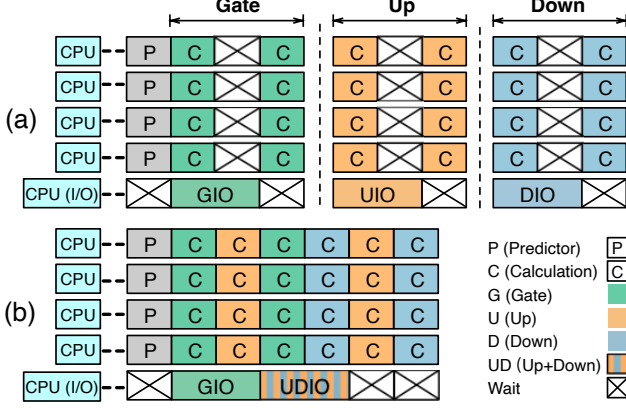 Gate Up Down
CPU P C C C C C C
CPU P C C C C C C
(a)
CPU P C C C C C C
CPU P C C C C C C
CPU (I/O) GIO UIO DIO
CPU P C C C C C C
CPU P C C C C C C
(b)
CPU P C C C C C C
CPU P C C C C C C
CPU (I/O) GIO UDIO
P (Predictor) P
C (Calculation) C
G (Gate)
U (Up)
D (Down)
UD (Up+Down)
Wait